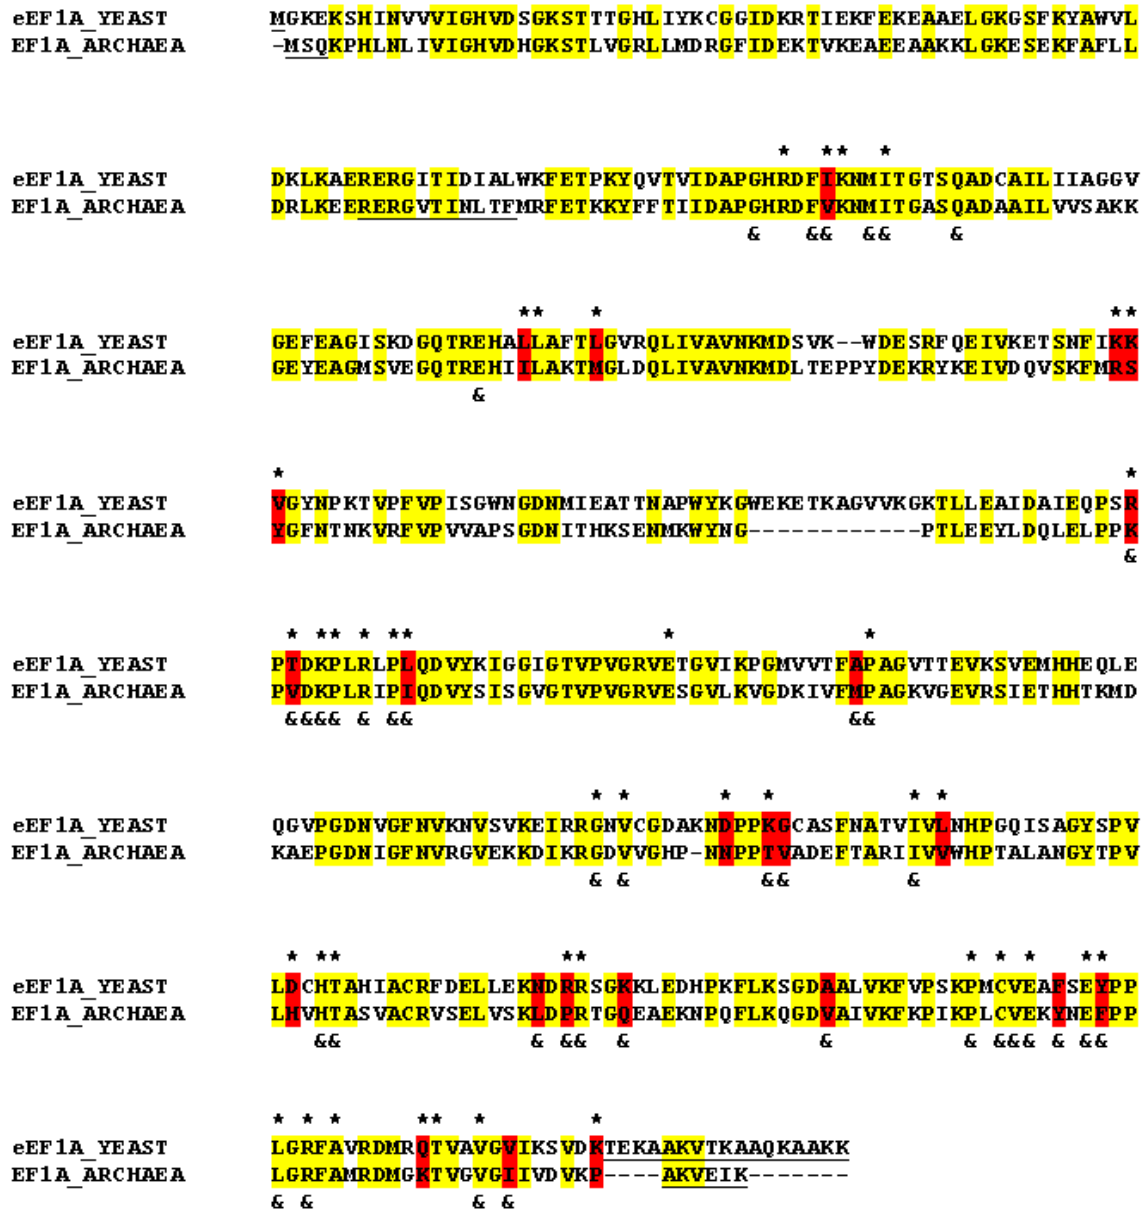 eEF1A_YEAST MGKEKSHINVVVIGHVDSGKSTTTGHLIYKCGGIDKRTIEKFEKEAAELGKGSFKYAWVL
EF1A_ARCHAEA -MSQKPHLNLIVIGHVDHGKSTLVGRLLMDRGFIDEKTVKEAEEAAKKLGKESEKFAFLL
* ** *
eEF1A_YEAST DKLKAERERGITIDIALWKFETPKYQVTVIDAPGHRDFIKNMITGTSQADCAILIIAGGV
EF1A_ARCHAEA DRLKEERERGVTINLTFMRFETKKYFFTIIDAPGHRDFVKNMITGASQADAAILVVSAKK
& && && &
** * **
eEF1A_YEAST GEFEAGISKDGQTREHALLAFTLGVRQLIVAVNKMDSVK--WDESRFQEIVKETSNFIKK
EF1A_ARCHAEA GEYEAGMSVEGQTREHIILAKTMGLDQLIVAVNKMDLTEPPYDEKRYKEIVDQVSKFMRS
&
* *
eEF1A_YEAST VGYNPKTVPFVPISGWNGDNMIEATTNAPWYKGWEKETKAGVVKGKTLLEAIDAIEQPSR
EF1A_ARCHAEA YGFNTNKVRFVPVVAPSGDNITHKSENMKWYNG------------PTLEEYLDQLELPPK
&
* ** * ** * *
eEF1A_YEAST PTDKPLRLPLQDVYKIGGIGTVPVGRVETGVIKPGMVVTFAPAGVTTEVKSVEMHHEQLE
EF1A_ARCHAEA PVDKPLRIPIQDVYSISGVGTVPVGRVESGVLKVGDKIVFMPAGKVGEVRSIETHHTKMD
&&&& & && &&
* * * * * *
eEF1A_YEAST QGVPGDNVGFNVKNVSVKEIRRGNVCGDAKNDPPKGCASFNATVIVLNHPGQISAGYSPV
EF1A_ARCHAEA KAEPGDNIGFNVRGVEKKDIKRGDVVGHP-NNPPTVADEFTARIIVVWHPTALANGYTPV
& & && &
* ** ** * * * **
eEF1A_YEAST LDCHTAHIACRFDELLEKNDRRSGKKLEDHPKFLKSGDAALVKFVPSKPMCVEAFSEYPP
EF1A_ARCHAEA LHVHTASVACRVSELVSKLDPRTGQEAEKNPQFLKQGDVAIVKFKPIKPLCVEKYNEFPP
&& & && & & & &&& & &&
* * * ** * *
eEF1A_YEAST LGRFAVRDMRQTVAVGVIKSVDKTEKAAKVTKAAQKAAKK
EF1A_ARCHAEA LGRFAMRDMGKTVGVGIIVDVKP----AKVEIK-------
& & & &